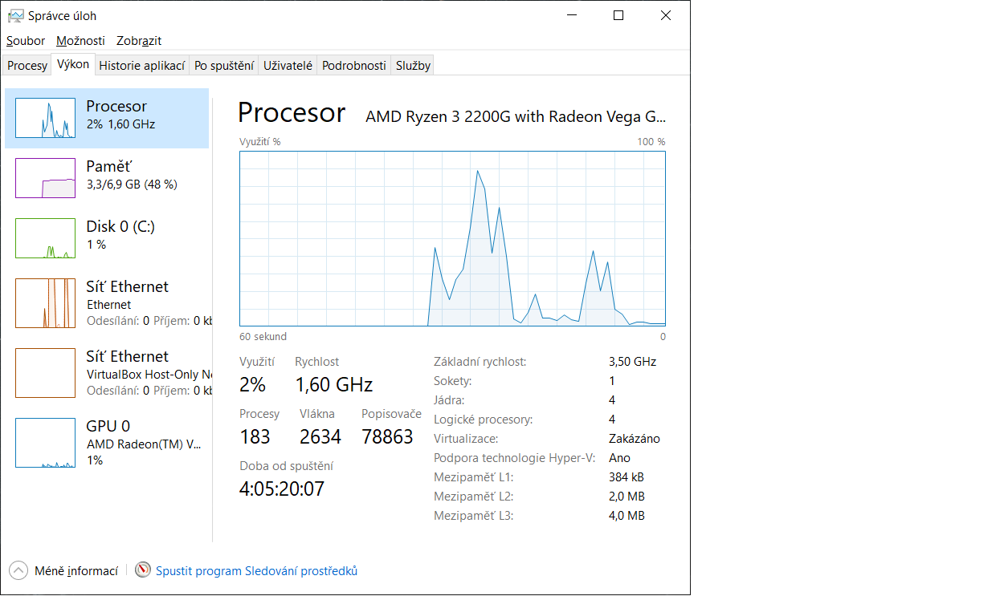 Správce úloh
Soubor Možnosti Zobrazit
Procesy Výkon Historie aplikací Po spuštění Uživatelé Podrobnosti Služby
Procesor
2% 1,60 GHz
Paměť
3,3/6,9 GB (48 %)
Disk 0 (C:)
1 %
Síť Ethernet
Ethernet
Odesílání: 0 Příjem: 0 kb
Síť Ethernet
VirtualBox Host-Only Ne
Odesílání: 0 Příjem: 0 kb
GPU 0
AMD Radeon(TM) V...
1%
Procesor AMD Ryzen 3 2200G with Radeon Vega G...
Využití % 100 %
60 sekund 0
Využití Rychlost
2% 1,60 GHz
Procesy Vlákna Popisovače
183 2634 78863
Doba od spuštění
4:05:20:07
Základní rychlost: 3,50 GHz
Sokety: 1
Jádra: 4
Logické procesory: 4
Virtualizace: Zakázáno
Podpora technologie Hyper-V: Ano
Mezipaměť L1: 384 kB
Mezipaměť L2: 2,0 MB
Mezipaměť L3: 4,0 MB
Méně informací Spustit program Sledování prostředků